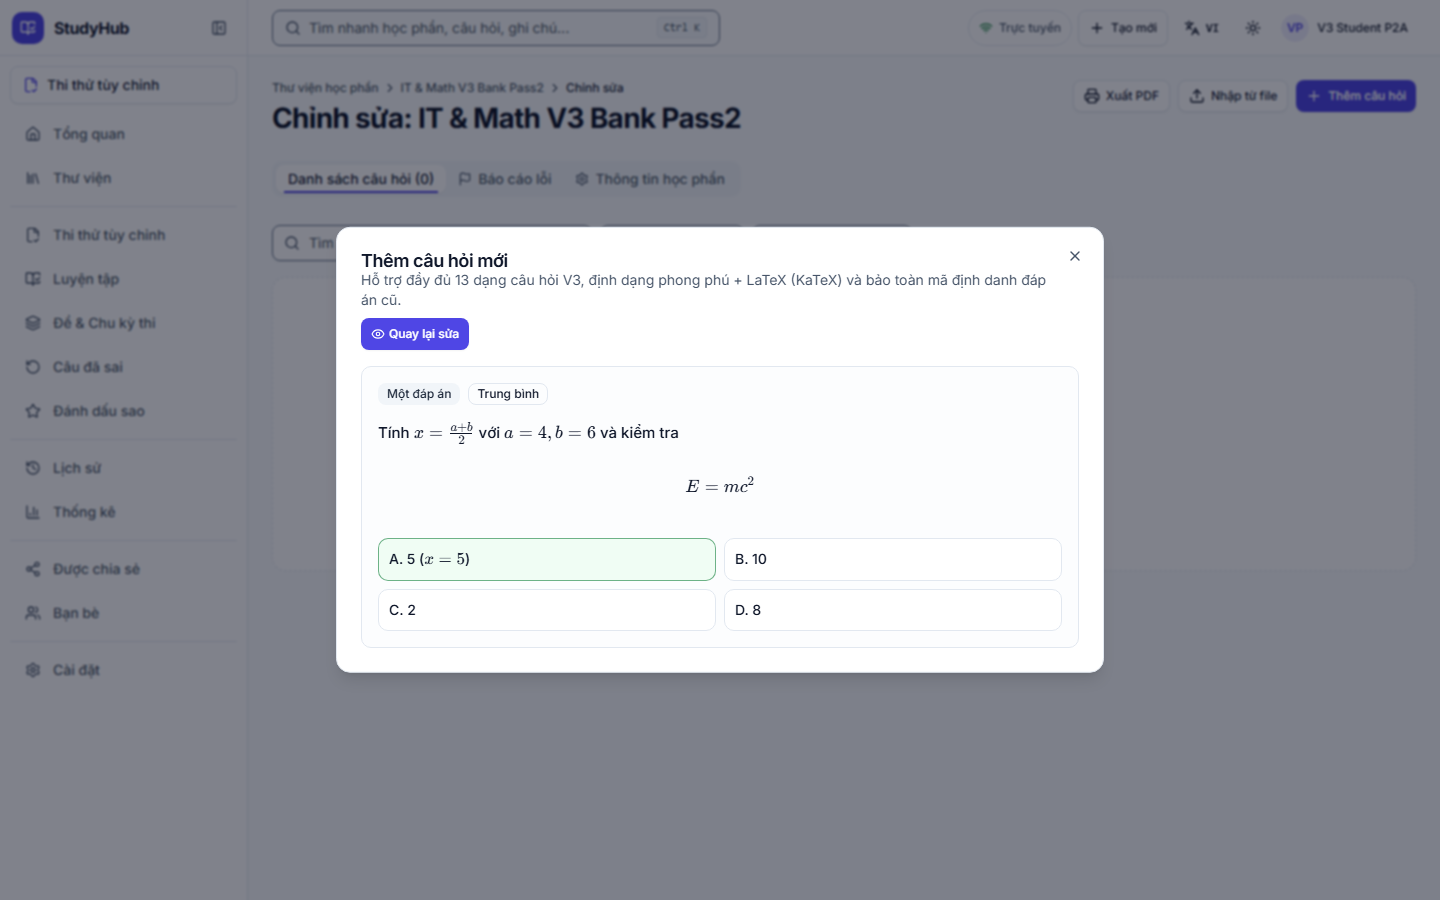 StudyHub
Tìm nhanh học phần, câu hỏi, ghi chú...
Ctrl K
Trực tuyến
Tạo mới
VI
VP
V3 Student P2A
Thi thử tùy chỉnh
Tổng quan
Thư viện
Thi thử tùy chỉnh
Luyện tập
Đề & Chu kỳ thi
Câu đã sai
Đánh dấu sao
Lịch sử
Thống kê
Được chia sẻ
Bạn bè
Cài đặt
Thư viện học phần > IT & Math V3 Bank Pass2 > Chỉnh sửa
Chỉnh sửa: IT & Math V3 Bank Pass2
Xuất PDF
Nhập từ file
Thêm câu hỏi
Danh sách câu hỏi (0)
Báo cáo lỗi
Thông tin học phần
Tìm
Thêm câu hỏi mới
Hỗ trợ đầy đủ 13 dạng câu hỏi V3, định dạng phong phú + LaTeX (KaTeX) và bảo toàn mã định danh đáp
án cũ.
Quay lại sửa
Một đáp án
Trung bình
Tính x = \frac{a+b}{2} với a = 4, b = 6 và kiểm tra
E = mc²
A. 5 (x = 5)
B. 10
C. 2
D. 8